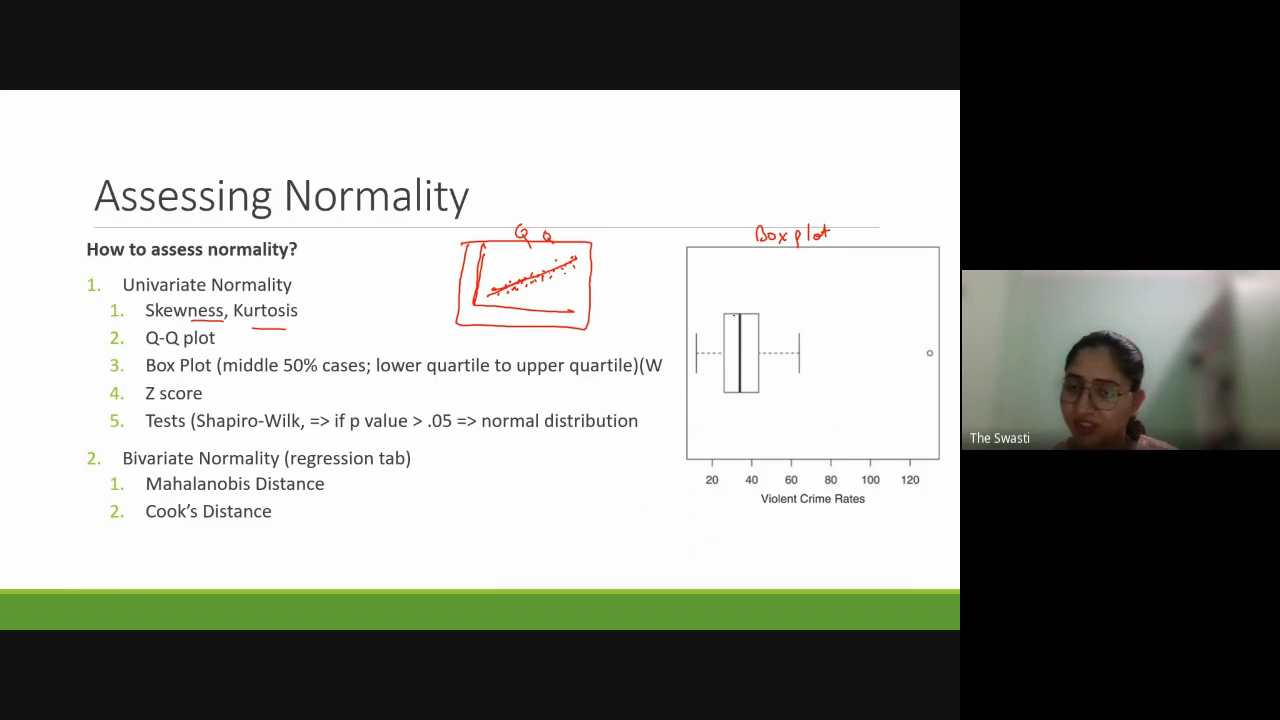 Assessing Normality
How to assess normality?
1. Univariate Normality
1. Skewness, Kurtosis
2. Q-Q plot
3. Box Plot (middle 50% cases; lower quartile to upper quartile)(W
4. Z score
5. Tests (Shapiro-Wilk, => if p value > .05 => normal distribution
2. Bivariate Normality (regression tab)
1. Mahalanobis Distance
2. Cook's Distance
Q Q
Box plot
20 40 60 80 100 120
Violent Crime Rates
The Swasti